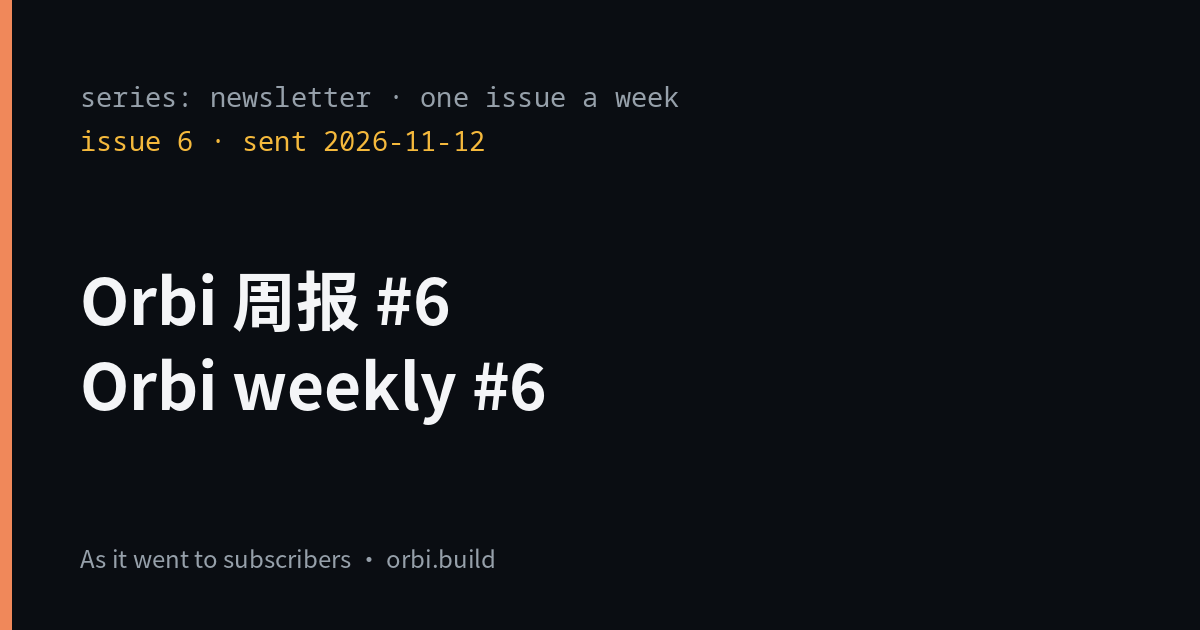 series: newsletter · one issue a week
issue 6 · sent 2026-11-12
Orbi 周报 #6
Orbi weekly #6
As it went to subscribers · orbi.build